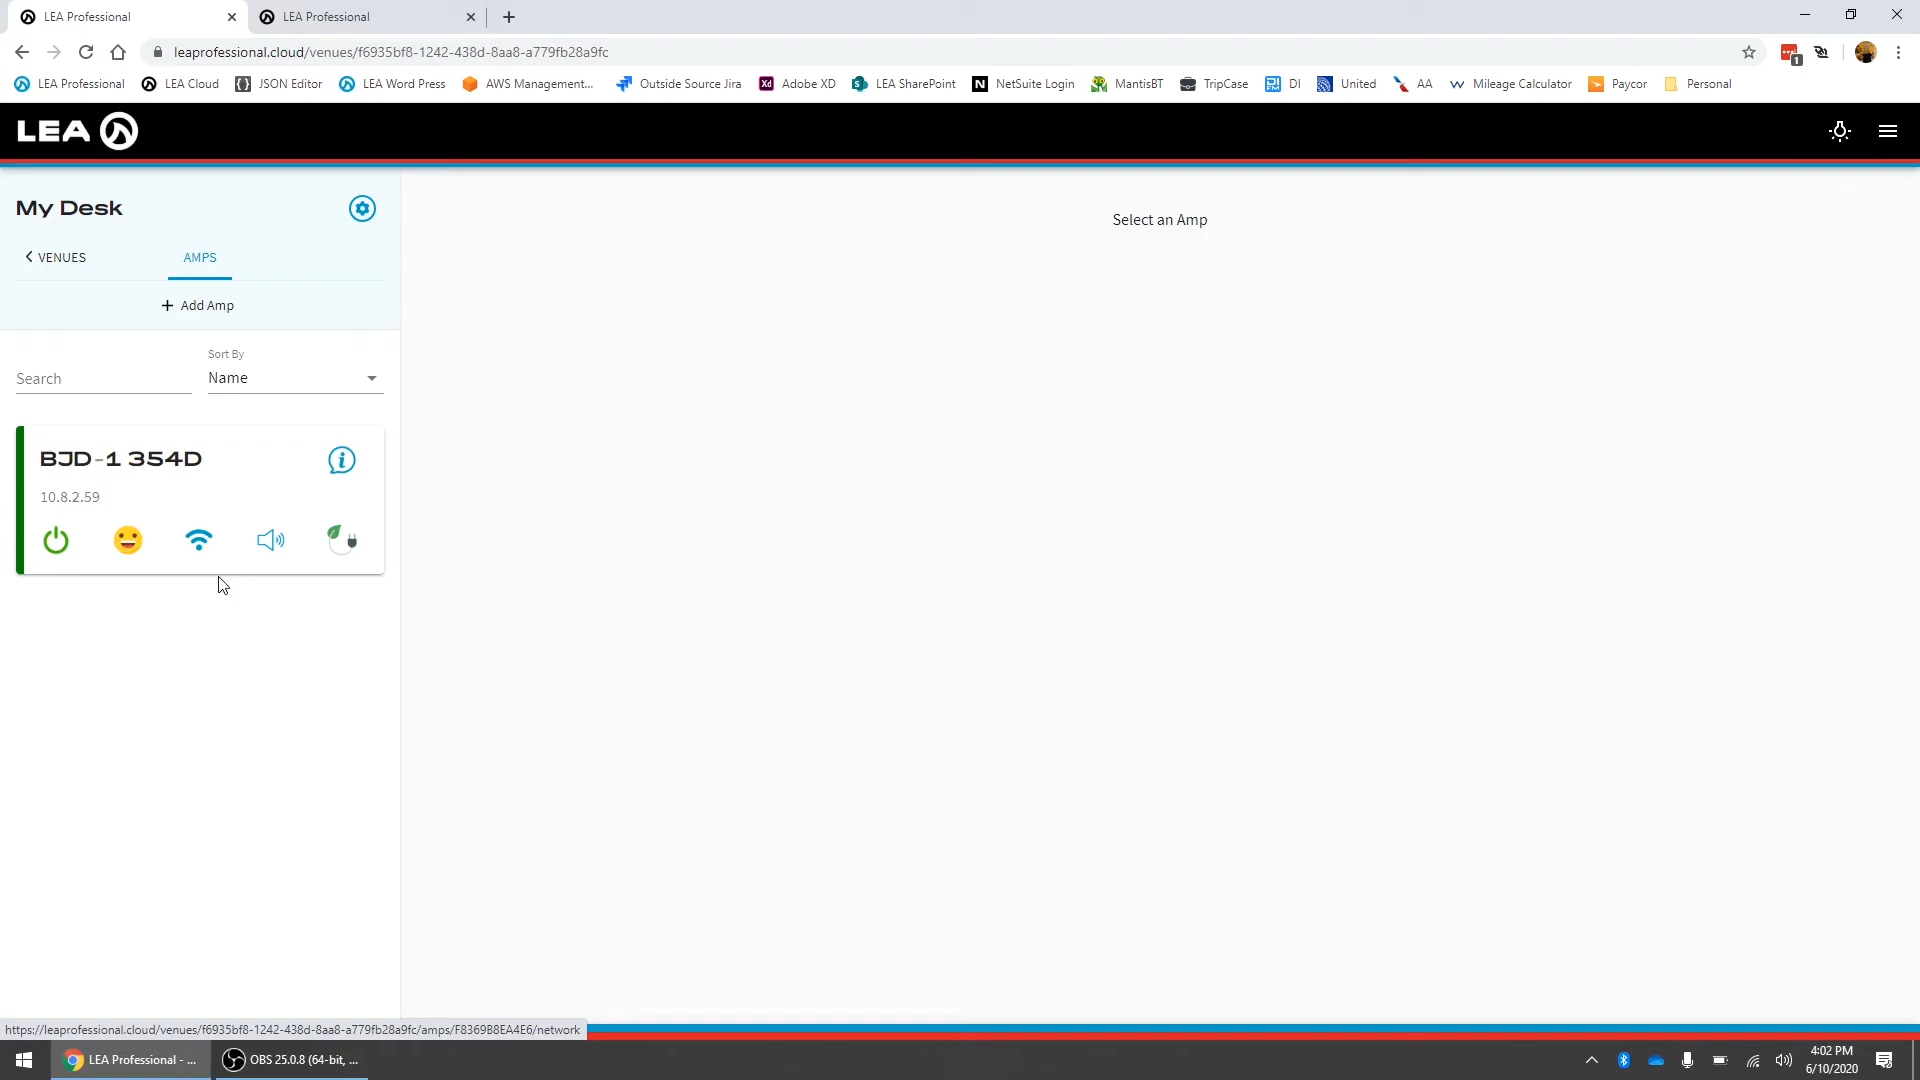 LEA Professional
LEA Professional
leaprofessional.cloud/venues/f6935bf8-1242-438d-8aa8-a779fb28a9fc
1
LEA Professional
LEA Cloud
JSON Editor
LEA Word Press
AWS Management...
Outside Source Jira
Adobe XD
LEA SharePoint
NetSuite Login
MantisBT
TripCase
DI
United
AA
Mileage Calculator
Paycor
Personal
LEA
My Desk
VENUES
AMPS
+ Add Amp
Select an Amp
Search
Sort By
Name
BJD-1 354D
10.8.2.59
https://leaprofessional.cloud/venues/f6935bf8-1242-438d-8aa8-a779fb28a9fc/amps/F8369B8EA4E6/network
LEA Professional - ...
OBS 25.0.8 (64-bit, ...
4:02 PM
6/10/2020